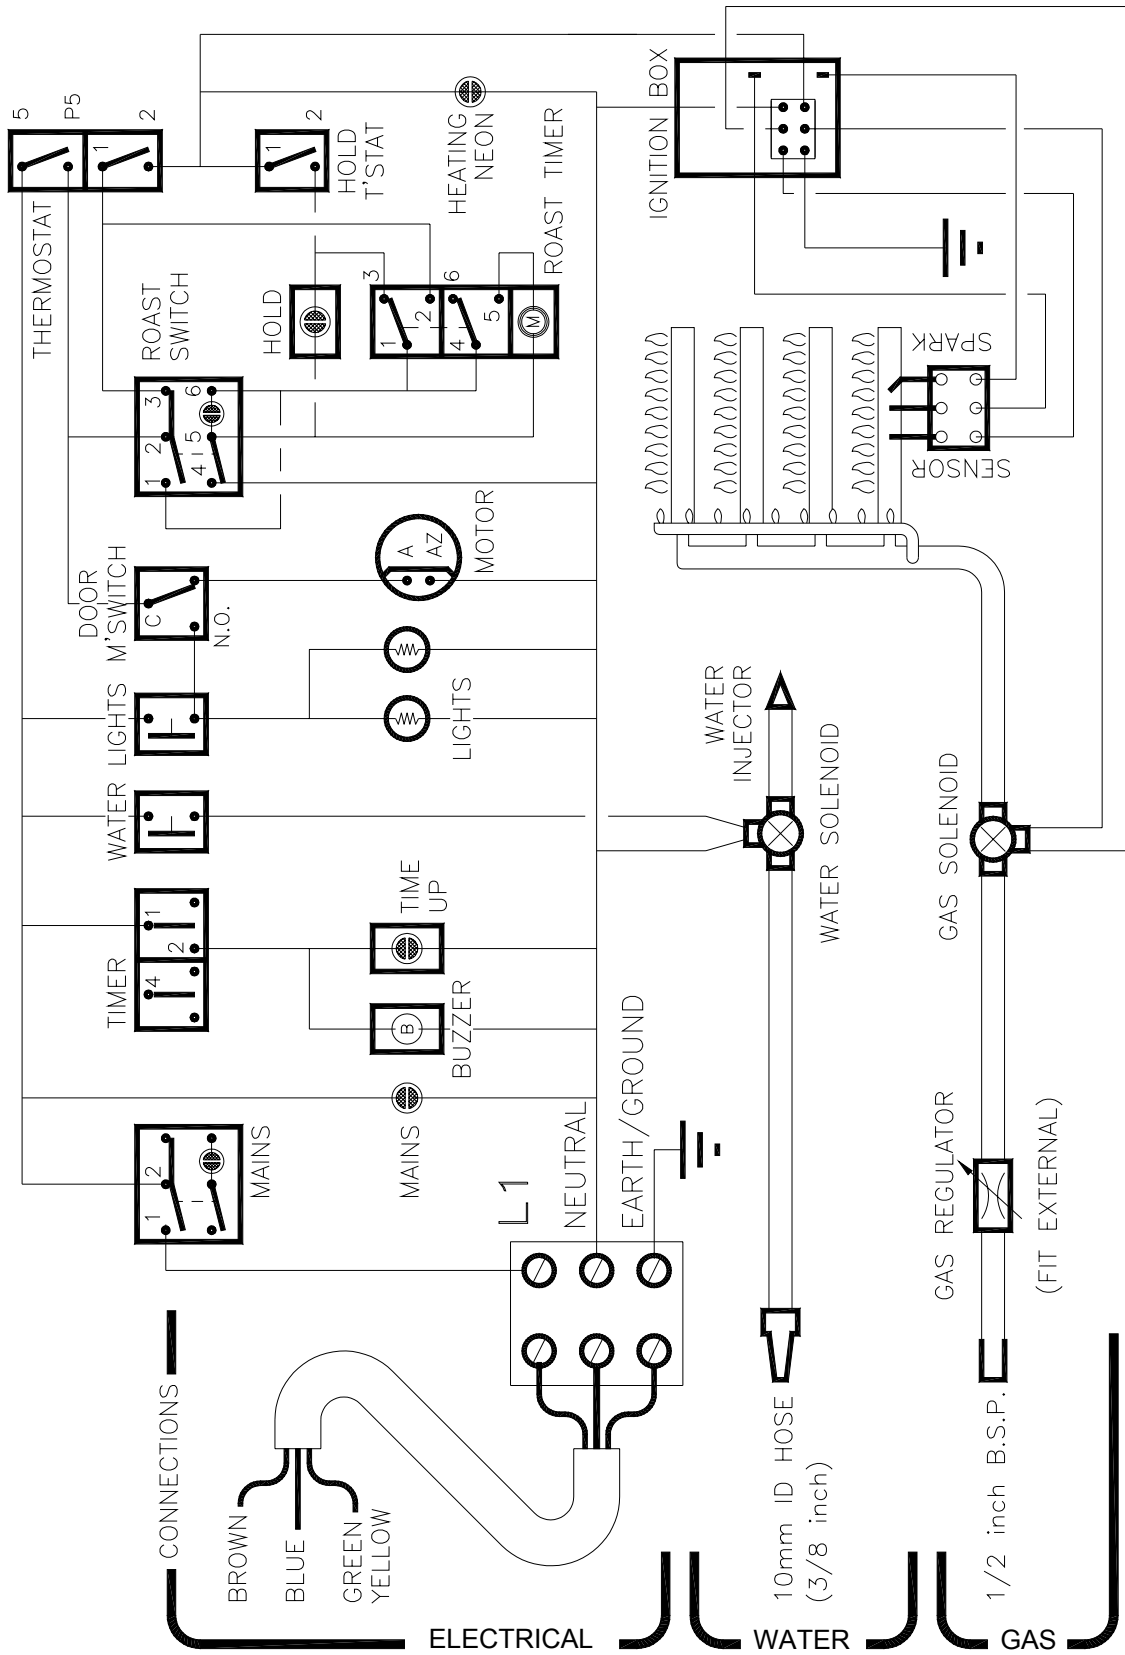 THERMOSTAT
5
P5
1
2
ROAST
SWITCH
1
2
3
4
5
6
HOLD
1
2
HOLD
T'STAT
HEATING
NEON
1
2
3
4
5
6
M
ROAST TIMER
IGNITION BOX
DOOR
M'SWITCH
C
N.O.
A
AZ
MOTOR
LIGHTS
LIGHTS
WATER
TIMER
4
1
2
TIME
UP
B
BUZZER
1
2
MAINS
MAINS
L1
NEUTRAL
EARTH/GROUND
CONNECTIONS
BROWN
BLUE
GREEN
YELLOW
SPARK
SENSOR
WATER
INJECTOR
WATER SOLENOID
10mm ID HOSE
(3/8 inch)
GAS SOLENOID
GAS REGULATOR
(FIT EXTERNAL)
1/2 inch B.S.P.
ELECTRICAL
WATER
GAS